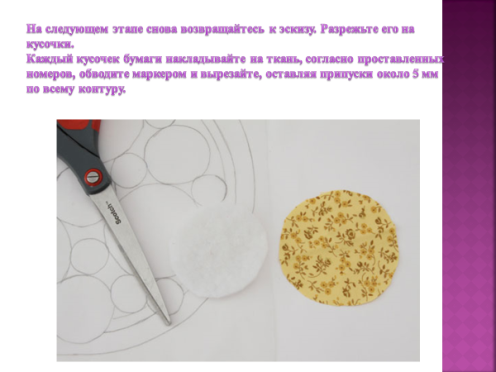 На следующем этапе снова возвращайтесь к эскизу. Разрежьте его на
кусочки.
Каждый кусочек бумаги накладывайте на ткань, согласно проставленных
номеров, обводите маркером и вырезайте, оставляя припуски около 5 мм
по всему контуру.
Scotch